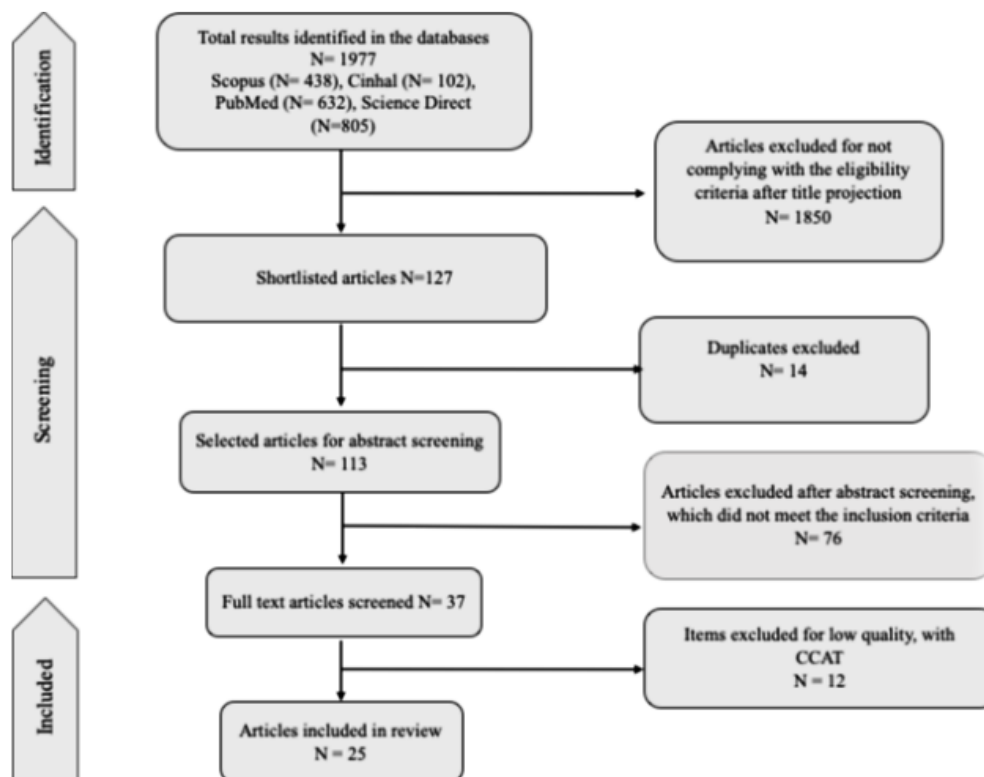 Identification
Total results identified in the databases
N= 1977
Scopus (N= 438), Cinhal (N= 102),
PubMed (N= 632), Science Direct
(N=805)
Articles excluded for not
complying with the eligibility
criteria after title projection
N= 1850
Screening
Shortlisted articles N=127
Duplicates excluded
N= 14
Selected articles for abstract screening
N= 113
Articles excluded after abstract screening,
which did not meet the inclusion criteria
N= 76
Full text articles screened N= 37
Included
Items excluded for low quality, with
CCAT
N = 12
Articles included in review
N = 25